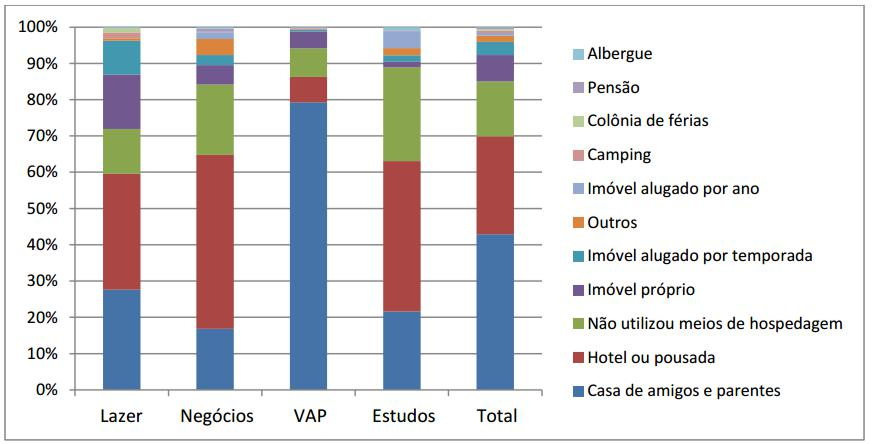 100%
90%
80%
70%
60%
50%
40%
30%
20%
10%
0%
Lazer Negócios VAP Estudos Total
Albergue
Pensão
Colônia de férias
Camping
Imóvel alugado por ano
Outros
Imóvel alugado por temporada
Imóvel próprio
Não utilizou meios de hospedagem
Hotel ou pousada
Casa de amigos e parentes